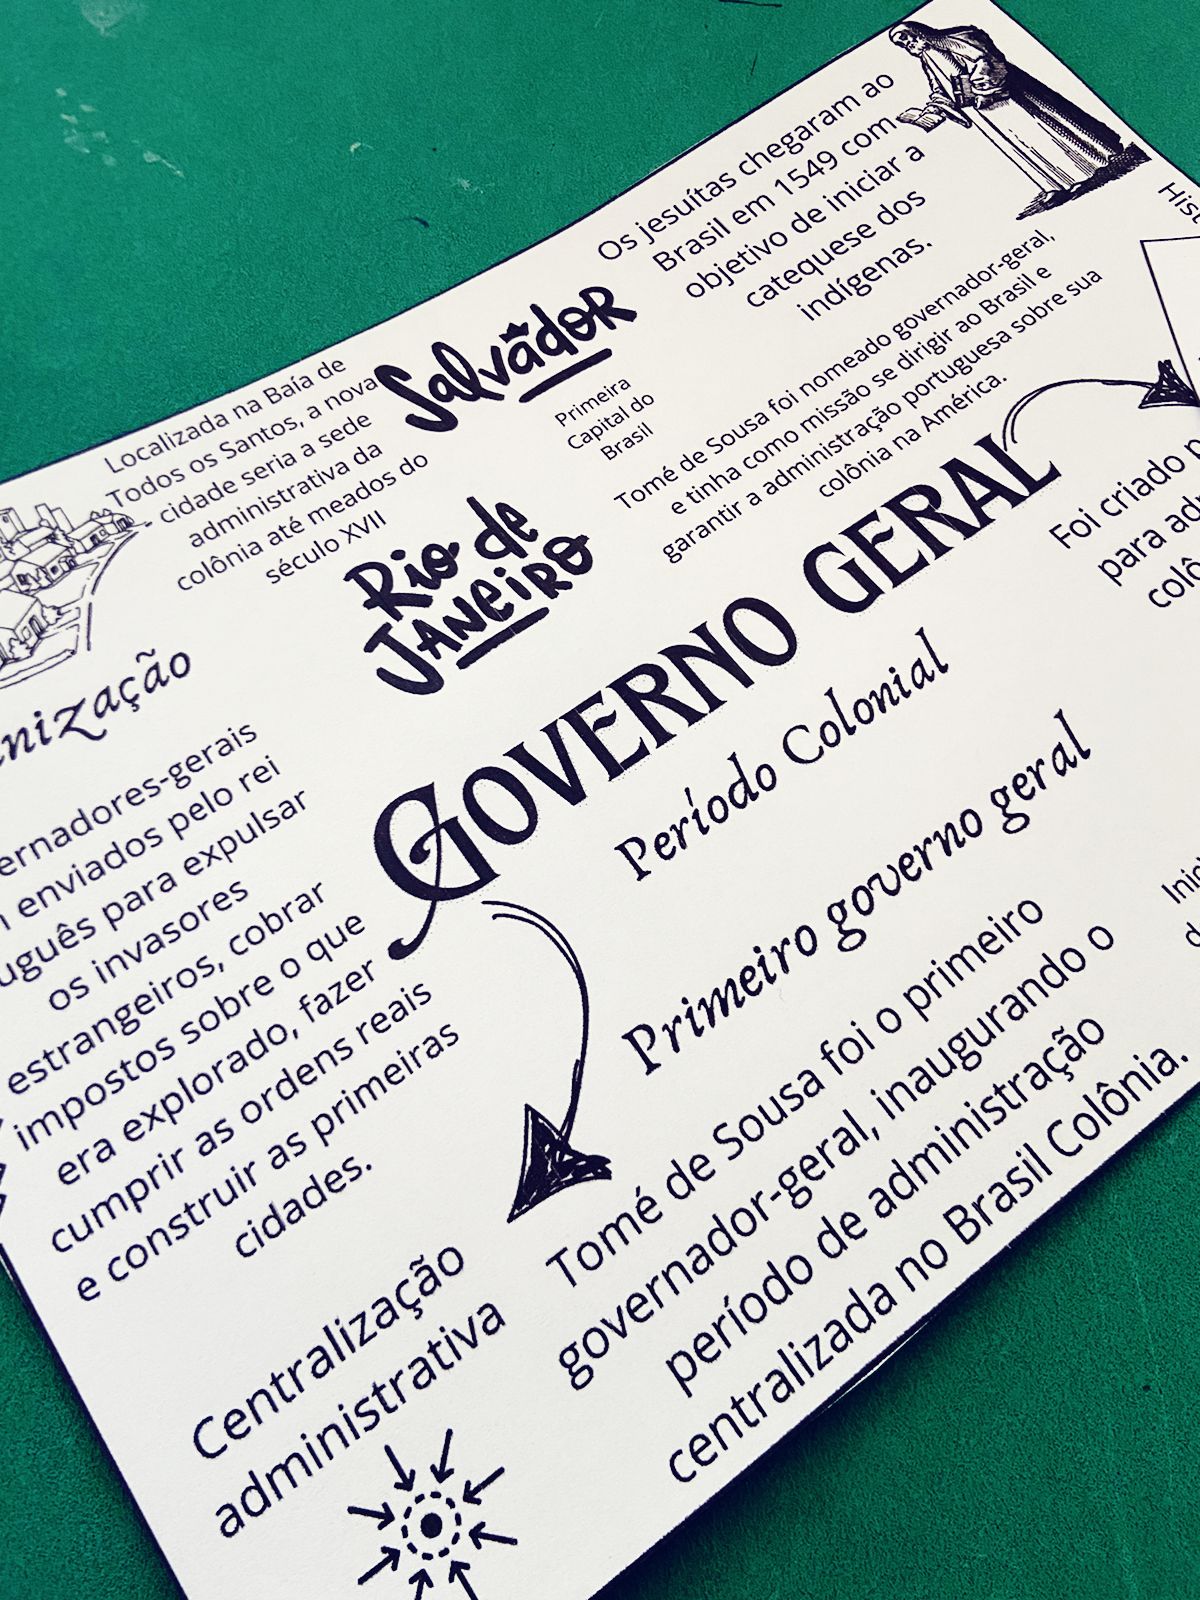 Os jesuítas chegaram ao
Brasil em 1549 com
objetivo de iniciar a
catequese dos
indígenas.
Salvador
Primeira
Capital do
Brasil
Localizada na Baía de
Todos os Santos, a nova
cidade seria a sede
administrativa da
colônia até meados do
século XVII
Tomé de Sousa foi nomeado governador-geral,
e tinha como missão se dirigir ao Brasil e
garantir a administração portuguesa sobre sua
colônia na América.
Rio de
Janeiro
GOVERNO GERAL
Período Colonial
Foi criado
para
enviados pelo rei
para expulsar
os invasores
estrangeiros, cobrar
impostos sobre o que
era explorado, fazer
cumprir as ordens reais
e construir as primeiras
cidades.
Primeiro governo geral
Tomé de Sousa foi o primeiro
governador-geral, inaugurando o
período de administração
centralizada no Brasil Colônia.
Centralização
administrativa